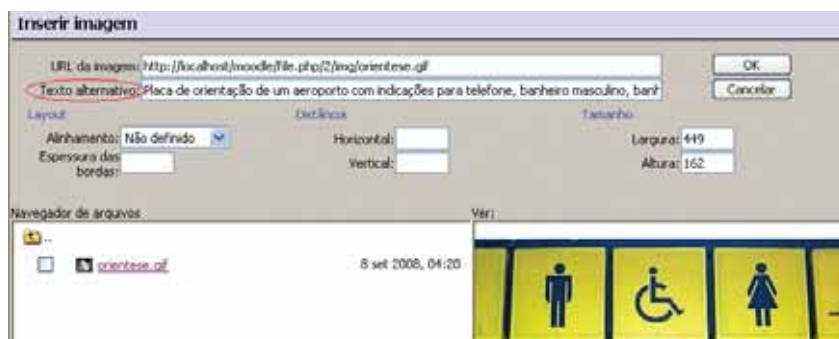 Inserir imagem
URL da imagem: http://localhost/moodle/file.php/2/img/orientese.gif OK
Texto alternativo: Placa de orientação de um aeroporto com indicações para telefone, banheiro masculino, banh Cancelar
Layout Distância Tamanho
Alinhamento: Não definido Horizontal: Largura: 449
Espessura das bordas: Vertical: Altura: 162
Navegador de arquivos Ver:
..
orientese.gif 8 set 2008, 04:20